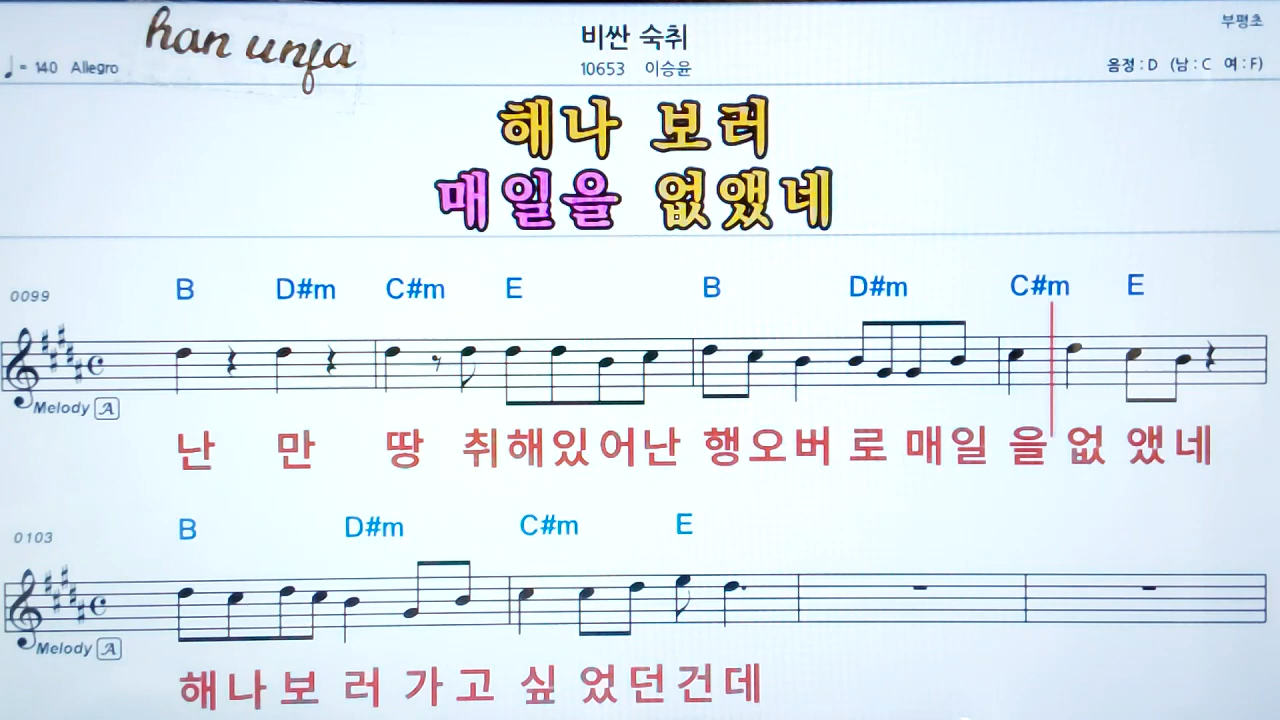 han unfa
비싼 숙취
부평초
♩= 140 Allegro
10653 이승윤
음정 : D (남 : C 여 : F)
해나 보러
매일을 없앴네
0099 B D#m C#m E B D#m C#m E
Melody A
난 만 땅 취해있어난 행오버 로 매일 을 없 앴네
0103 B D#m C#m E
Melody A
해나보 러 가고 싶 었던건데